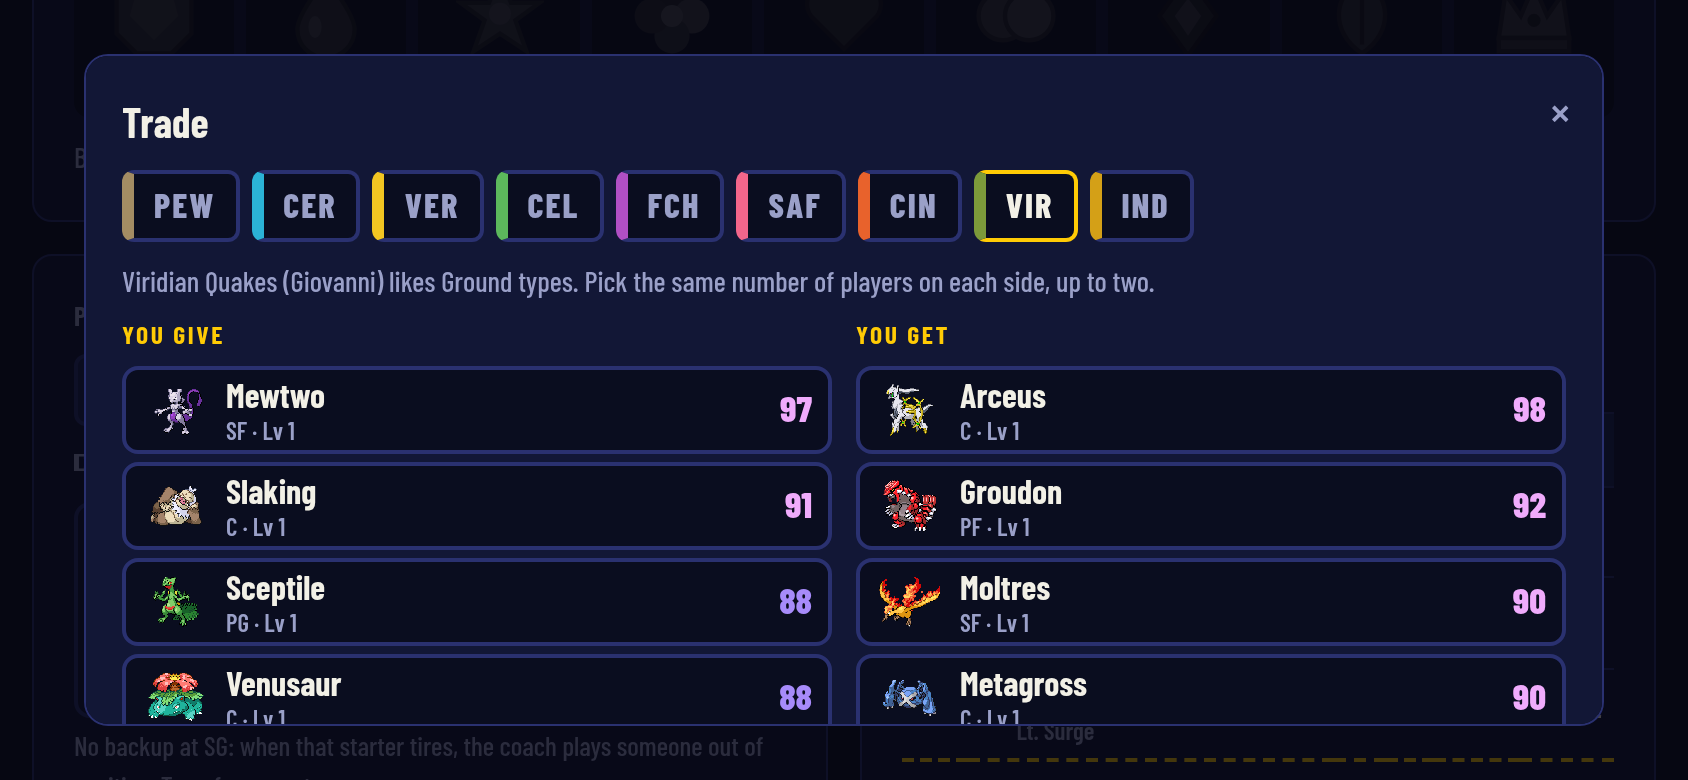 Trade
×
PEW CER VER CEL FCH SAF CIN VIR IND
Viridian Quakes (Giovanni) likes Ground types. Pick the same number of players on each side, up to two.
YOU GIVE
Mewtwo
SF · Lv 1
97
Slaking
C · Lv 1
91
Sceptile
PG · Lv 1
88
Venusaur
C · Lv 1
88
YOU GET
Arceus
C · Lv 1
98
Groudon
PF · Lv 1
92
Moltres
SF · Lv 1
90
Metagross
C · Lv 1
90
No backup at SG: when that starter tires, the coach plays someone out of
Lt. Surge